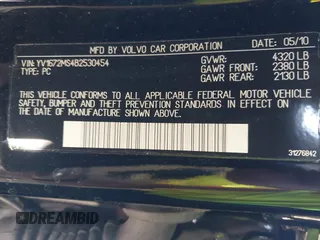 MFD BY VOLVO CAR CORPORATION DATE: 05/10
VIN: YV1672MS4B2530454 GVWR: 4320 LB
TYPE: PC GAWR FRONT: 2380 LB
GAWR REAR: 2130 LB
THIS VEHICLE CONFORMS TO ALL APPLICABLE FEDERAL MOTOR VEHICLE
SAFETY, BUMPER AND THEFT PREVENTION STANDARDS IN EFFECT ON THE
DATE OF MANUFACTURE SHOWN ABOVE.
31276842
DREAMBID